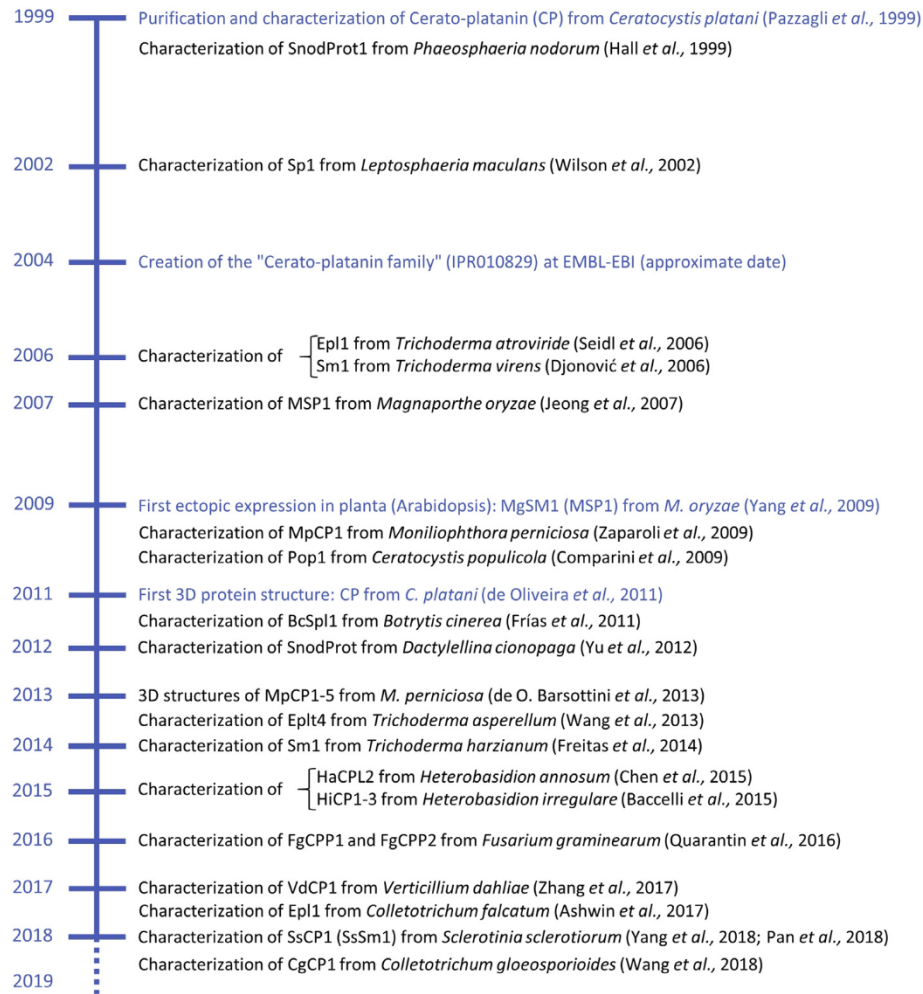 1999 Purification and characterization of Cerato-platanin (CP) from Ceratocystis platani (Pazzagli et al., 1999)
Characterization of SnodProt1 from Phaeosphaeria nodorum (Hall et al., 1999)
2002 Characterization of Sp1 from Leptosphaeria maculans (Wilson et al., 2002)
2004 Creation of the "Cerato-platanin family" (IPR010829) at EMBL-EBI (approximate date)
Epl1 from Trichoderma atroviride (Seidl et al., 2006)
2006 Characterization of
Sm1 from Trichoderma virens (Djonović et al., 2006)
2007 Characterization of MSP1 from Magnaporthe oryzae (Jeong et al., 2007)
2009 First ectopic expression in planta (Arabidopsis): MgSM1 (MSP1) from M. oryzae (Yang et al., 2009)
Characterization of MpCP1 from Moniliophthora perniciosa (Zaparoli et al., 2009)
Characterization of Pop1 from Ceratocystis populicola (Comparini et al., 2009)
2011 First 3D protein structure: CP from C. platani (de Oliveira et al., 2011)
Characterization of BcSpl1 from Botrytis cinerea (Frías et al., 2011)
2012 Characterization of SnodProt from Dactylellina cionopaga (Yu et al., 2012)
2013 3D structures of MpCP1-5 from M. perniciosa (de O. Barsottini et al., 2013)
Characterization of Eplt4 from Trichoderma asperellum (Wang et al., 2013)
2014 Characterization of Sm1 from Trichoderma harzianum (Freitas et al., 2014)
HaCPL2 from Heterobasidion annosum (Chen et al., 2015)
2015 Characterization of
HiCP1-3 from Heterobasidion irregulare (Baccelli et al., 2015)
2016 Characterization of FgCPP1 and FgCPP2 from Fusarium graminearum (Quarantin et al., 2016)
2017 Characterization of VdCP1 from Verticillium dahliae (Zhang et al., 2017)
Characterization of Epl1 from Colletotrichum falcatum (Ashwin et al., 2017)
2018 Characterization of SsCP1 (SsSm1) from Sclerotinia sclerotiorum (Yang et al., 2018; Pan et al., 2018)
Characterization of CgCP1 from Colletotrichum gloeosporioides (Wang et al., 2018)
2019